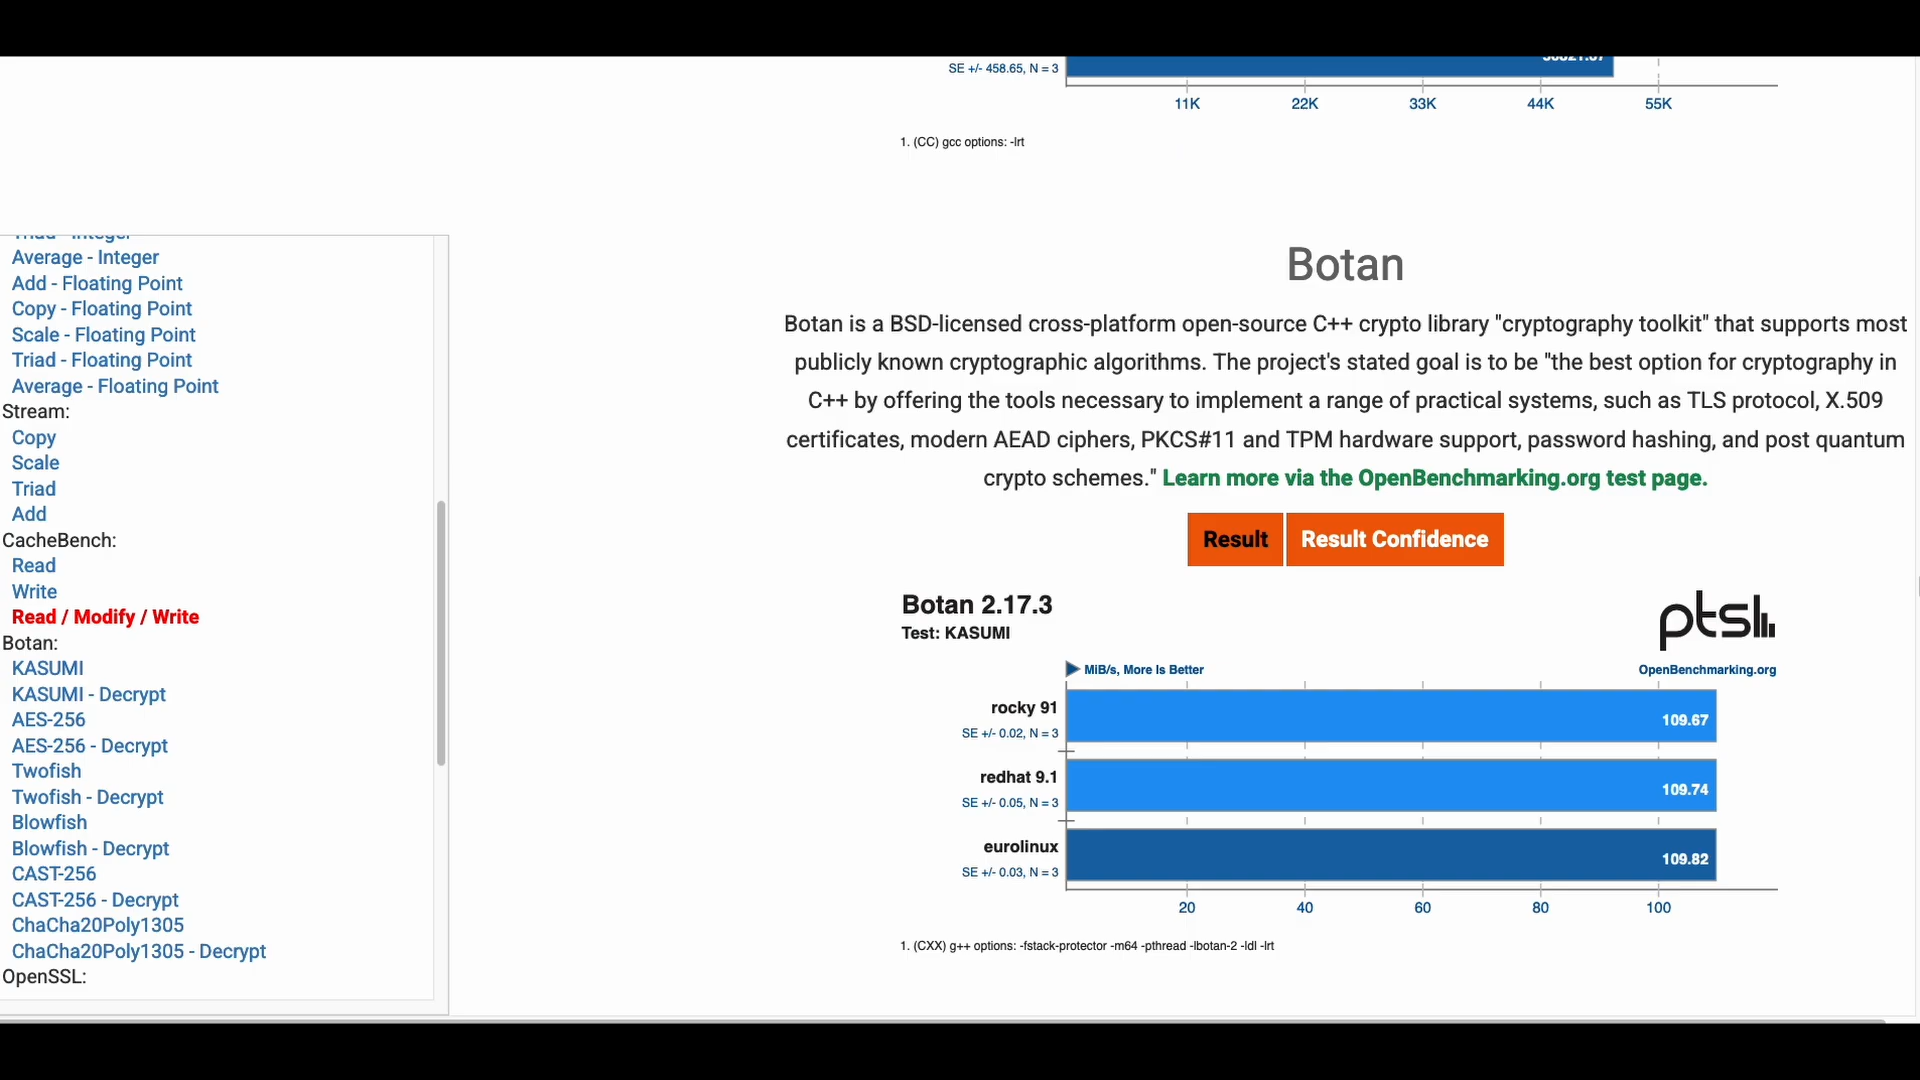 SE +/- 458.65, N = 3
11K 22K 33K 44K 55K
1. (CC) gcc options: -lrt
Triad - Integer
Average - Integer
Add - Floating Point
Copy - Floating Point
Scale - Floating Point
Triad - Floating Point
Average - Floating Point
Stream:
Copy
Scale
Triad
Add
CacheBench:
Read
Write
Read / Modify / Write
Botan:
KASUMI
KASUMI - Decrypt
AES-256
AES-256 - Decrypt
Twofish
Twofish - Decrypt
Blowfish
Blowfish - Decrypt
CAST-256
CAST-256 - Decrypt
ChaCha20Poly1305
ChaCha20Poly1305 - Decrypt
OpenSSL:
Botan
Botan is a BSD-licensed cross-platform open-source C++ crypto library "cryptography toolkit" that supports most
publicly known cryptographic algorithms. The project's stated goal is to be "the best option for cryptography in
C++ by offering the tools necessary to implement a range of practical systems, such as TLS protocol, X.509
certificates, modern AEAD ciphers, PKCS#11 and TPM hardware support, password hashing, and post quantum
crypto schemes." Learn more via the OpenBenchmarking.org test page.
Result Result Confidence
Botan 2.17.3
Test: KASUMI
pts
MiB/s, More Is Better OpenBenchmarking.org
rocky 91
SE +/- 0.02, N = 3
109.67
redhat 9.1
SE +/- 0.05, N = 3
109.74
eurolinux
SE +/- 0.03, N = 3
109.82
20 40 60 80 100
1. (CXX) g++ options: -fstack-protector -m64 -pthread -lbotan-2 -ldl -lrt